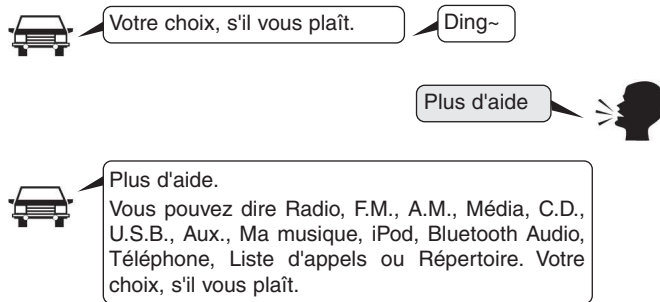 Votre choix, s'il vous plaît.
Ding~
Plus d'aide
Plus d'aide.
Vous pouvez dire Radio, F.M., A.M., Média, C.D.,
U.S.B., Aux., Ma musique, iPod, Bluetooth Audio,
Téléphone, Liste d'appels ou Répertoire. Votre
choix, s'il vous plaît.